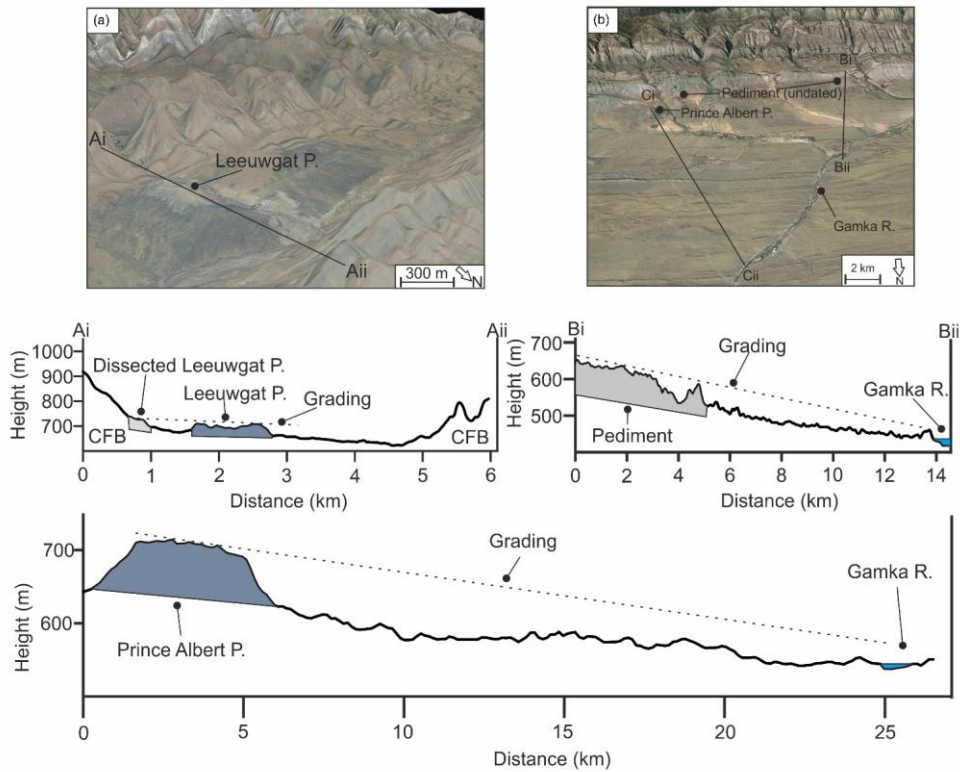 (a)
Ai
Leeuwgat P.
Aii
300 m
N
(b)
Bi
Pediment (undated)
Ci
Prince Albert P.
Bii
Gamka R.
Cii
2 km
N
Ai
Aii
Height (m)
1000
900
800
700
Dissected Leeuwgat P.
Leeuwgat P.
Grading
CFB
CFB
0 1 2 3 4 5 6
Distance (km)
Bi
Bii
Height (m)
700
600
500
Grading
Gamka R.
Pediment
0 2 4 6 8 10 12 14
Distance (km)
Height (m)
700
600
Grading
Gamka R.
Prince Albert P.
0 5 10 15 20 25
Distance (km)